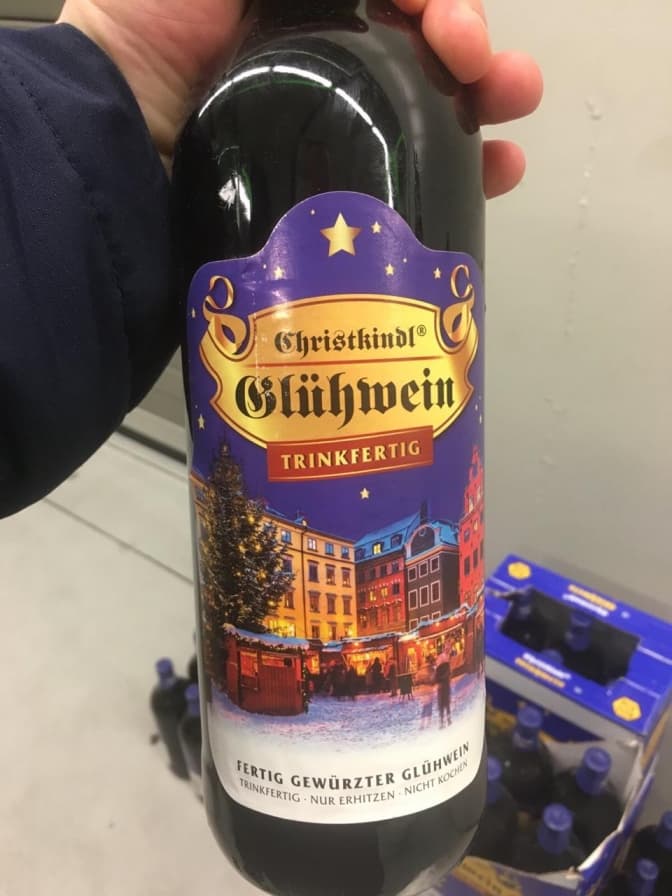 Christkindl®
Glühwein
TRINKFERTIG
FERTIG GEWÜRZTER GLÜHWEIN
TRINKFERTIG · NUR ERHITZEN · NICHT KOCHEN